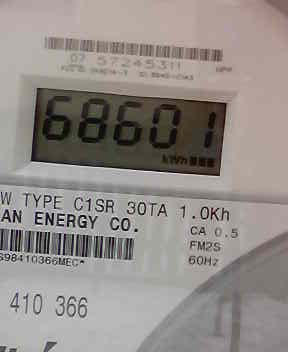 07 57245311
68601
kWh
W TYPE C1SR 30TA 1.0Kh
AN ENERGY CO.
CA 0.5
FM2S
S98410366MEC*
60Hz
410 366